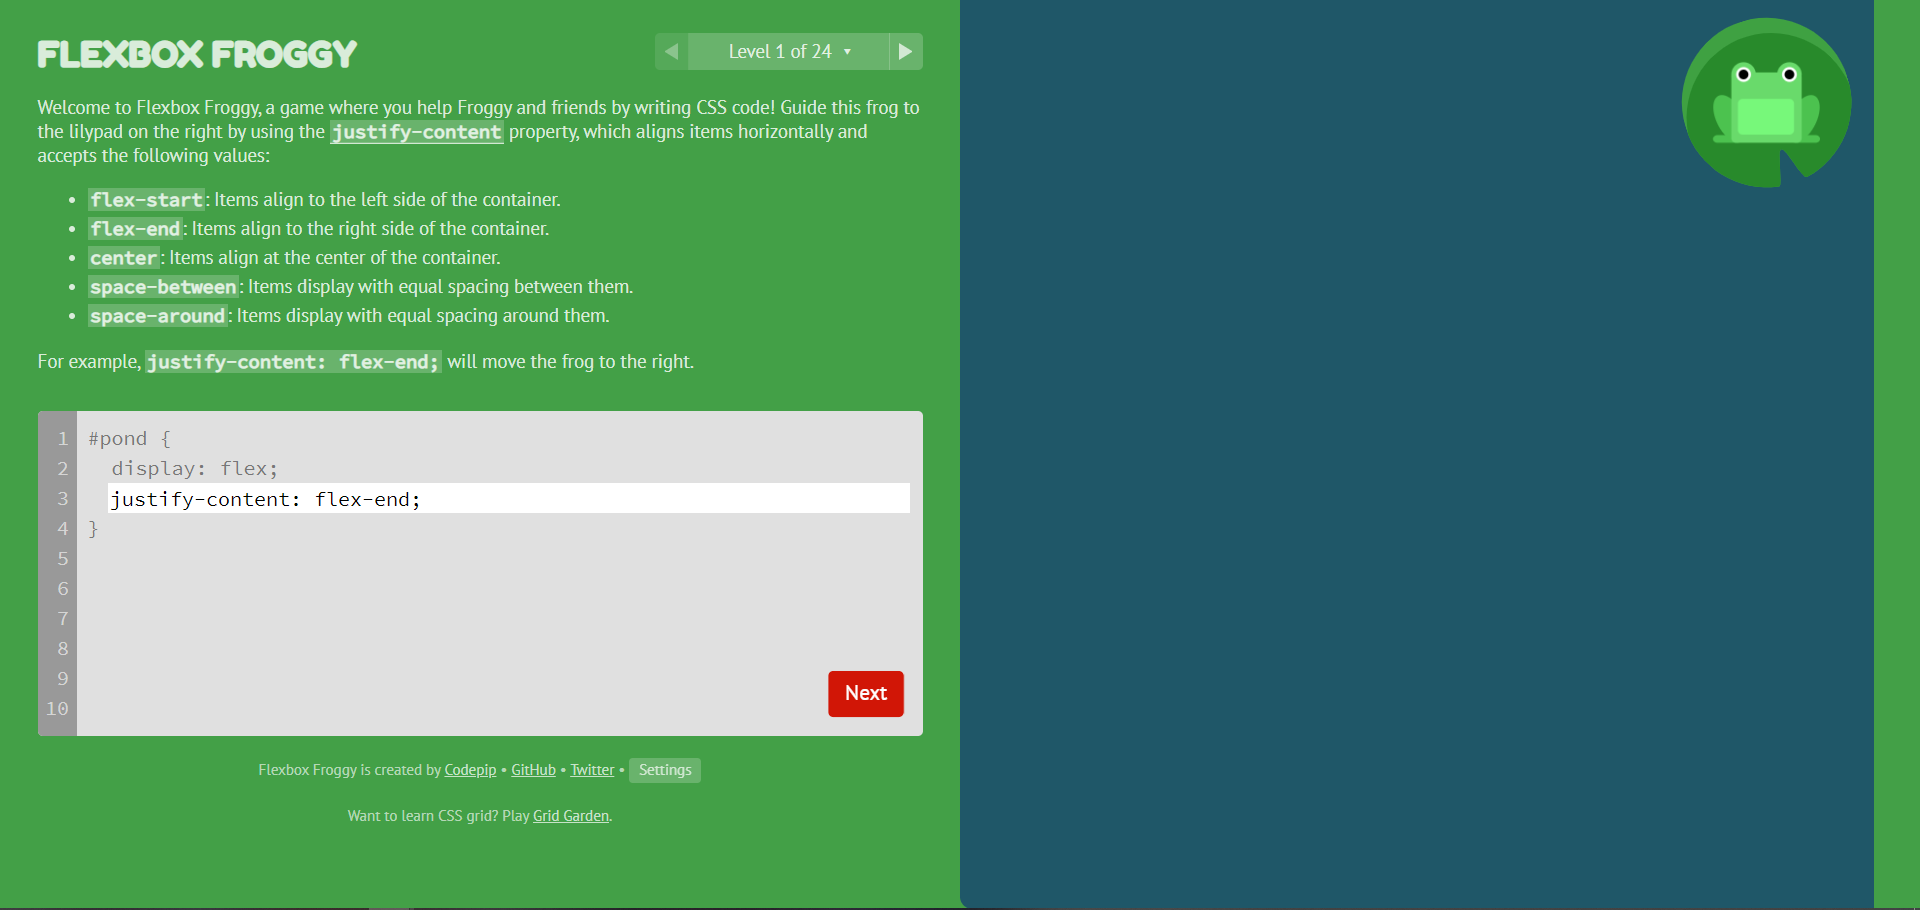 FLEXBOX FROGGY
Level 1 of 24
Welcome to Flexbox Froggy, a game where you help Froggy and friends by writing CSS code! Guide this frog to
the lilypad on the right by using the justify-content property, which aligns items horizontally and
accepts the following values:
• flex-start: Items align to the left side of the container.
• flex-end: Items align to the right side of the container.
• center: Items align at the center of the container.
• space-between: Items display with equal spacing between them.
• space-around: Items display with equal spacing around them.
For example, justify-content: flex-end; will move the frog to the right.
1 #pond {
2   display: flex;
3   justify-content: flex-end;
4 }
5
6
7
8
9
10
Next
Flexbox Froggy is created by Codepip • GitHub • Twitter • Settings
Want to learn CSS grid? Play Grid Garden.